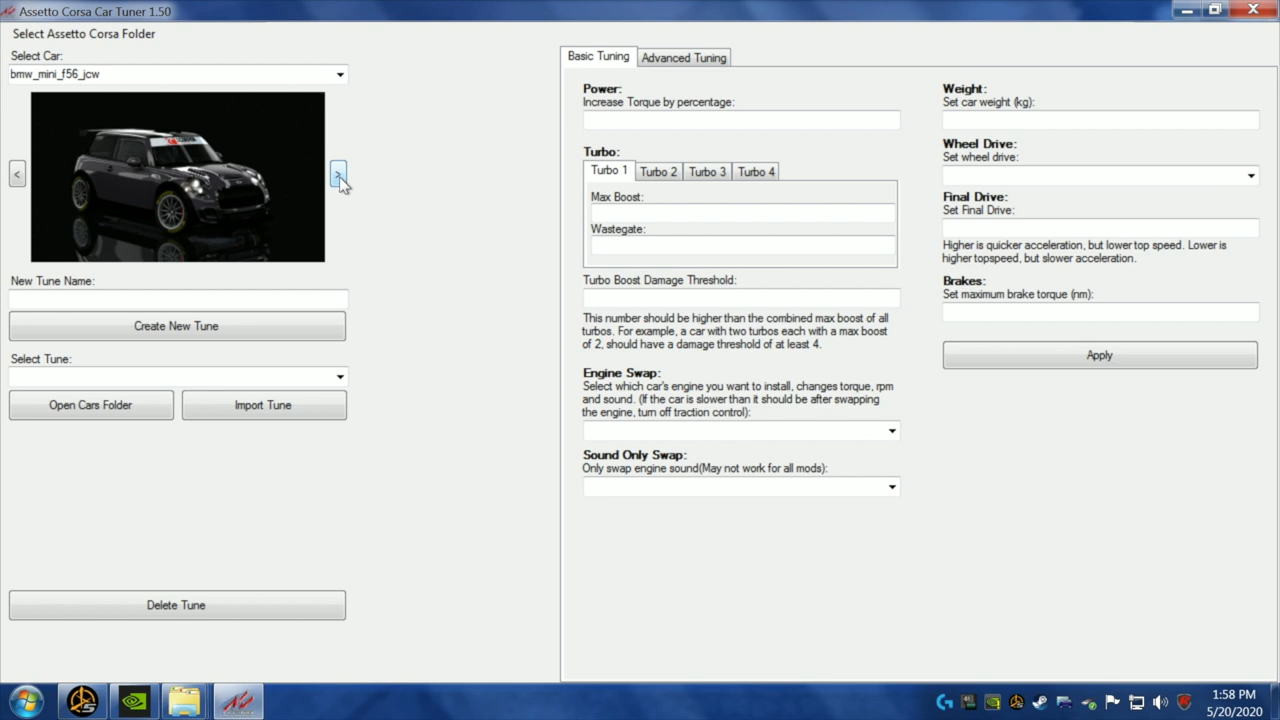 Assetto Corsa Car Tuner 1.50
Select Assetto Corsa Folder
Select Car:
bmw_mini_f56_jcw
<
>
New Tune Name:
Create New Tune
Select Tune:
Open Cars Folder
Import Tune
Delete Tune
Basic Tuning
Advanced Tuning
Power:
Increase Torque by percentage:
Turbo:
Turbo 1
Turbo 2
Turbo 3
Turbo 4
Max Boost:
Wastegate:
Turbo Boost Damage Threshold:
This number should be higher than the combined max boost of all
turbos. For example, a car with two turbos each with a max boost
of 2, should have a damage threshold of at least 4.
Engine Swap:
Select which car's engine you want to install, changes torque, rpm
and sound. (If the car is slower than it should be after swapping
the engine, turn off traction control):
Sound Only Swap:
Only swap engine sound(May not work for all mods):
Weight:
Set car weight (kg):
Wheel Drive:
Set wheel drive:
Final Drive:
Set Final Drive:
Higher is quicker acceleration, but lower top speed. Lower is
higher topspeed, but slower acceleration.
Brakes:
Set maximum brake torque (nm):
Apply
1:58 PM
5/20/2020